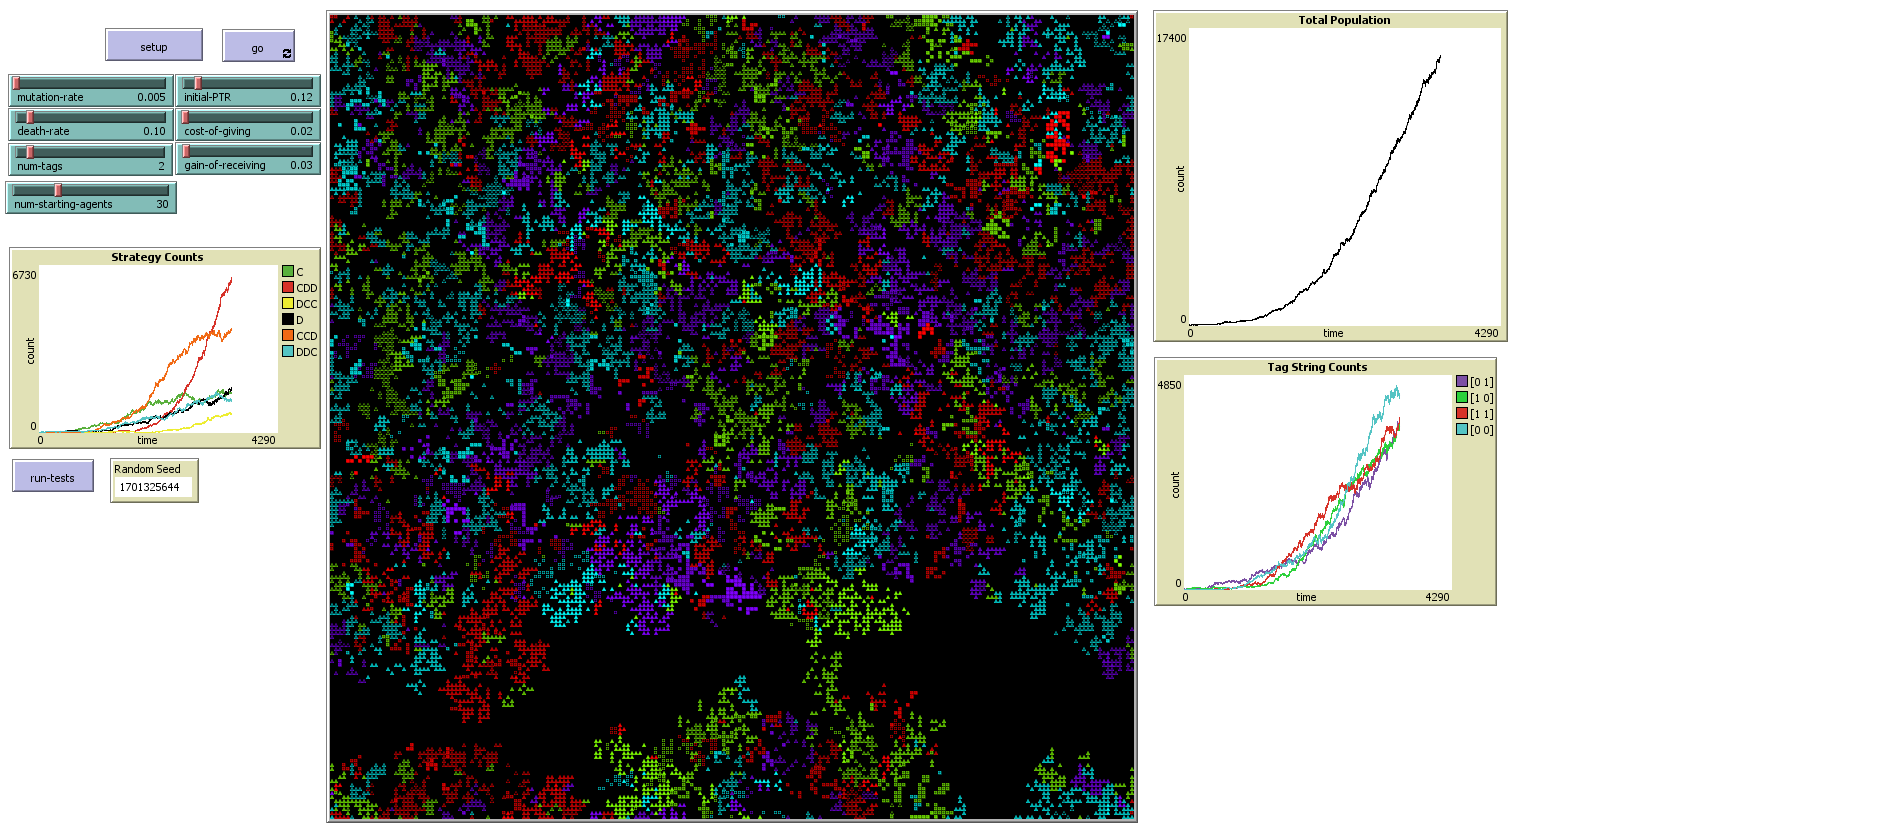 setup
go
mutation-rate 0.005
initial-PTR 0.12
death-rate 0.10
cost-of-giving 0.02
num-tags 2
gain-of-receiving 0.03
num-starting-agents 30
Strategy Counts
6730
count
0
0
time
4290
C
CDD
DCC
D
CCD
DDC
run-tests
Random Seed
1701325644
Total Population
17400
count
0
0
time
4290
Tag String Counts
4850
count
0
0
time
4290
[0 1]
[1 0]
[1 1]
[0 0]